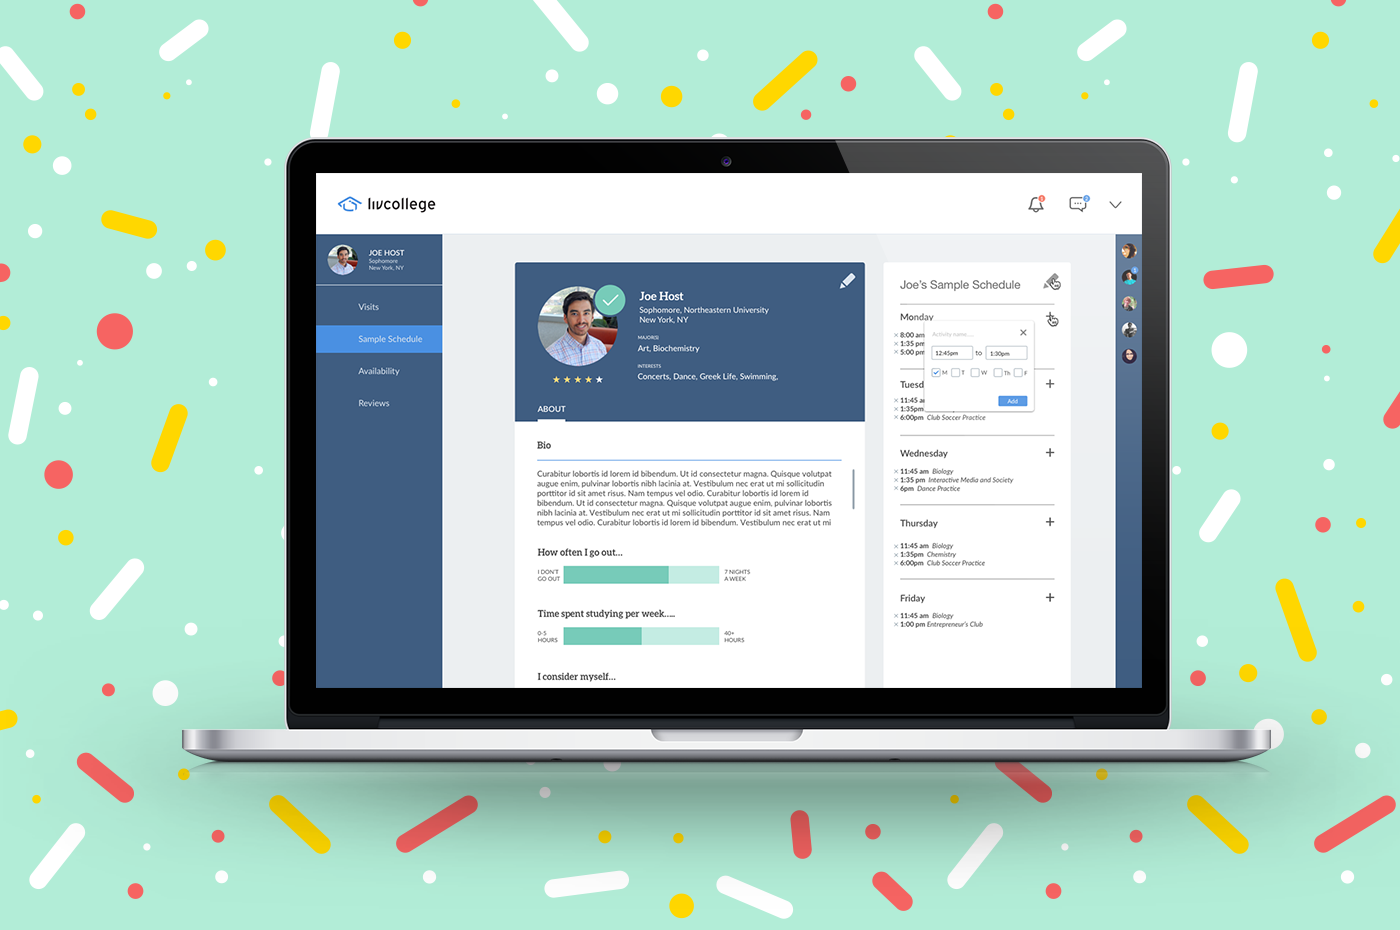 livcollege
1
2
JOE HOST
Sophomore
New York, NY
Visits
Sample Schedule
Availability
Reviews
Joe Host
Sophomore, Northeastern University
New York, NY
MAJOR(S)
Art, Biochemistry
INTERESTS
Concerts, Dance, Greek Life, Swimming,
ABOUT
Bio
Curabitur lobortis id lorem id bibendum. Ut id consectetur magna. Quisque volutpat
augue enim, pulvinar lobortis nibh lacinia at. Vestibulum nec erat ut mi sollicitudin
porttitor id sit amet risus. Nam tempus vel odio. Curabitur lobortis id lorem id
bibendum. Ut id consectetur magna. Quisque volutpat augue enim, pulvinar lobortis
nibh lacinia at. Vestibulum nec erat ut mi sollicitudin porttitor id sit amet risus. Nam
tempus vel odio. Curabitur lobortis id lorem id bibendum. Vestibulum nec erat ut mi
How often I go out...
I DON'T
GO OUT
7 NIGHTS
A WEEK
Time spent studying per week....
0-5
HOURS
40+
HOURS
I consider myself...
Joe's Sample Schedule
Monday +
× 8:00 am
× 1:35 pm
× 5:00 pm
Activity name.... ×
12:45pm to 1:30pm
M T W Th F
Add
Tuesd +
× 11:45 a
× 1:35pm
× 6:00pm Club Soccer Practice
Wednesday +
× 11:45 am Biology
× 1:35 pm Interactive Media and Society
× 6pm Dance Practice
Thursday +
× 11:45 am Biology
× 1:35pm Chemistry
× 6:00pm Club Soccer Practice
Friday +
× 11:45 am Biology
× 1:00 pm Entrepreneur's Club